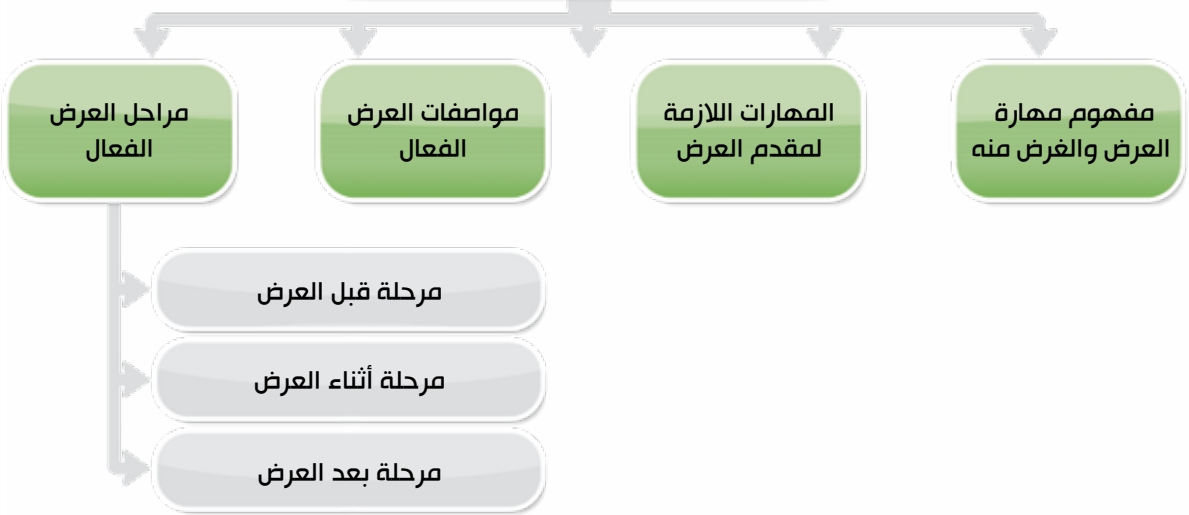 مفهوم مهارة
العرض والغرض منه
المهارات اللازمة
لمقدم العرض
مواصفات العرض
الفعال
مراحل العرض
الفعال
مرحلة قبل العرض
مرحلة أثناء العرض
مرحلة بعد العرض